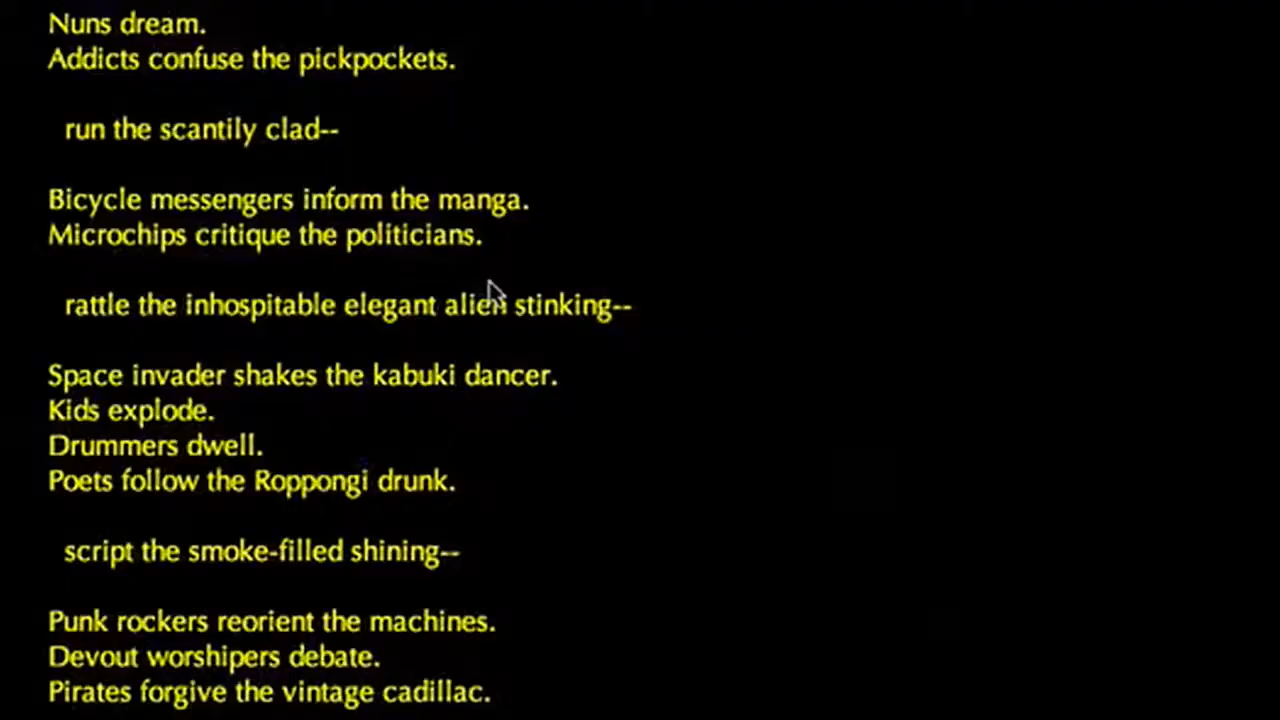 Nuns dream.
Addicts confuse the pickpockets.
run the scantily clad--
Bicycle messengers inform the manga.
Microchips critique the politicians.
rattle the inhospitable elegant alien stinking--
Space invader shakes the kabuki dancer.
Kids explode.
Drummers dwell.
Poets follow the Roppongi drunk.
script the smoke-filled shining--
Punk rockers reorient the machines.
Devout worshipers debate.
Pirates forgive the vintage cadillac.